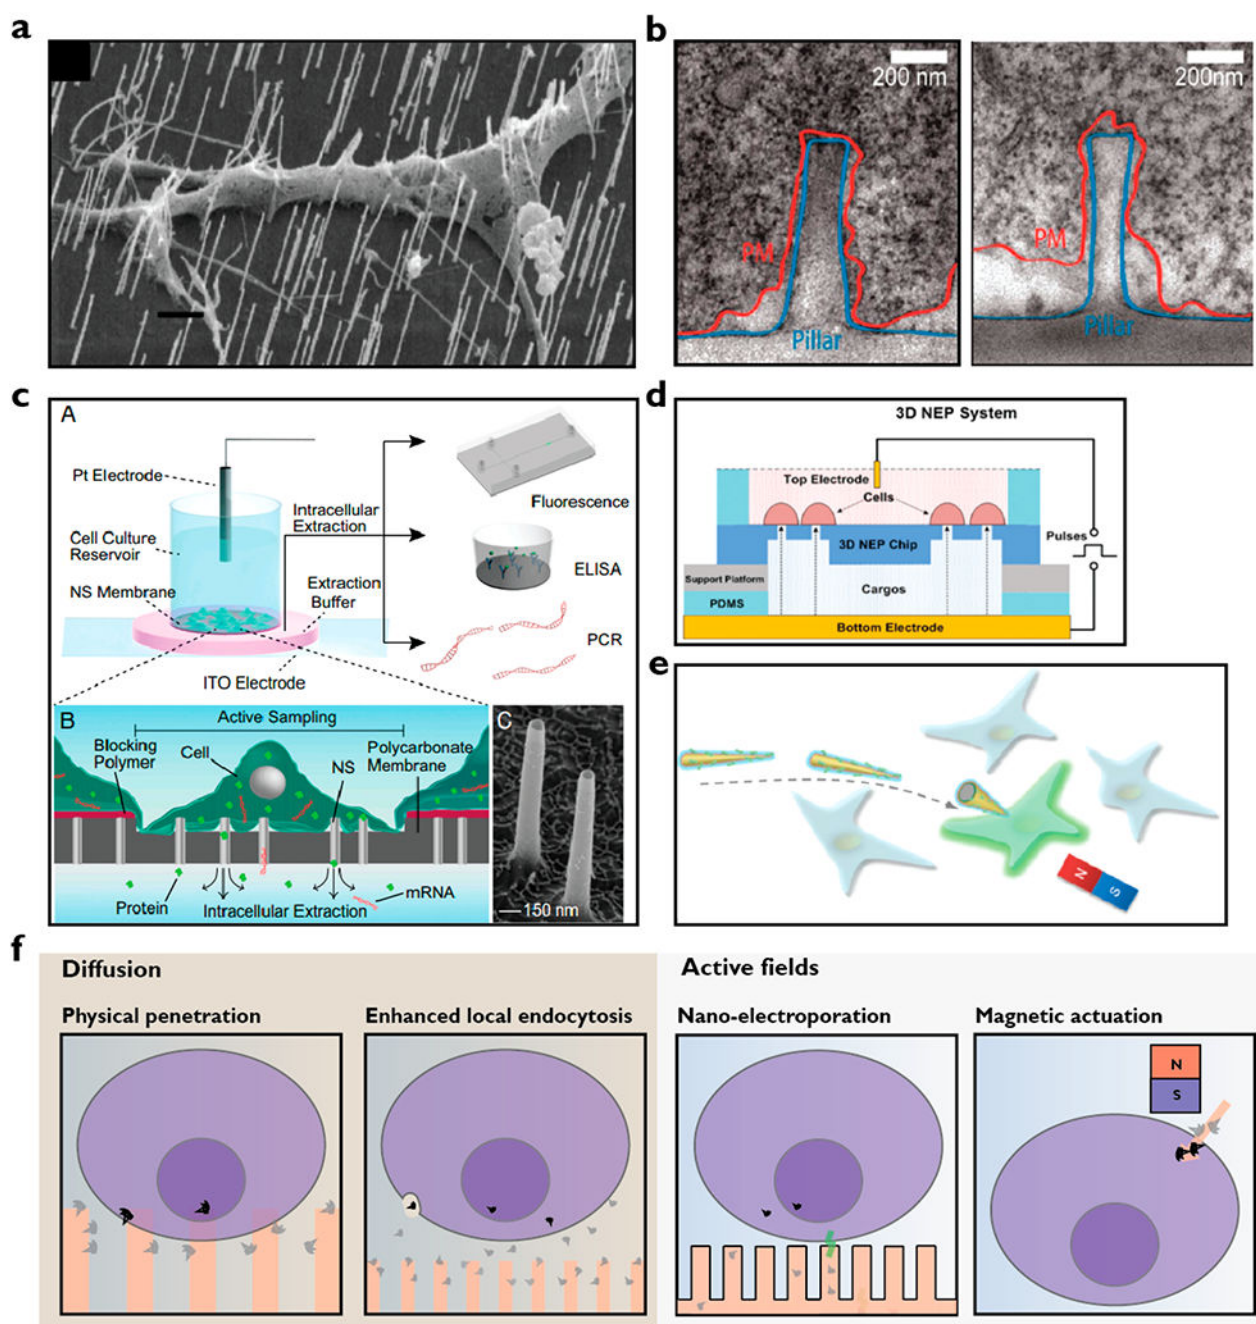 a
b
200 nm
200nm
PM
Pillar
PM
Pillar
c
A
Pt Electrode
Cell Culture
Reservoir
NS Membrane
Intracellular
Extraction
Extraction
Buffer
ITO Electrode
Fluorescence
ELISA
PCR
B
Active Sampling
Blocking
Polymer
Cell
NS
Polycarbonate
Membrane
Protein
Intracellular Extraction
mRNA
C
150 nm
d
3D NEP System
Top Electrode
Cells
3D NEP Chip
Pulses
Support Platform
Cargos
PDMS
Bottom Electrode
e
N
S
f
Diffusion
Active fields
Physical penetration
Enhanced local endocytosis
Nano-electroporation
Magnetic actuation
N
S